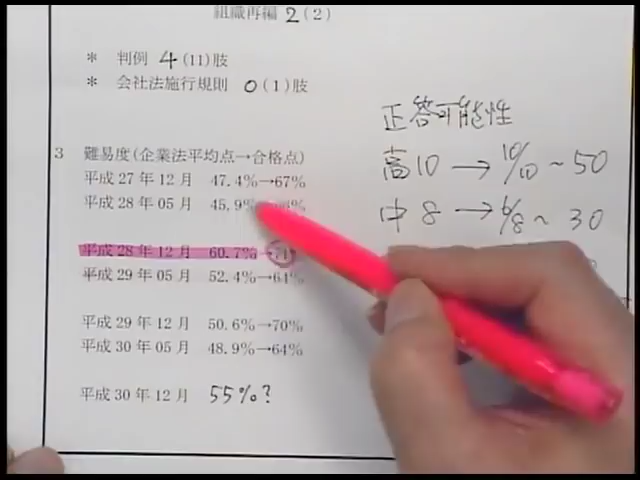 組織再編 2(2)
* 判例 4(11)肢
* 会社法施行規則 0(1)肢
正答可能性
高10 → 10/10 ~ 50
中 8 → 6/8 ~ 30
3 難易度(企業法平均点→合格点)
平成27年12月 47.4%→67%
平成28年05月 45.9%
平成28年12月 60.7%→
平成29年05月 52.4%→64%
平成29年12月 50.6%→70%
平成30年05月 48.9%→64%
平成30年12月 55%?